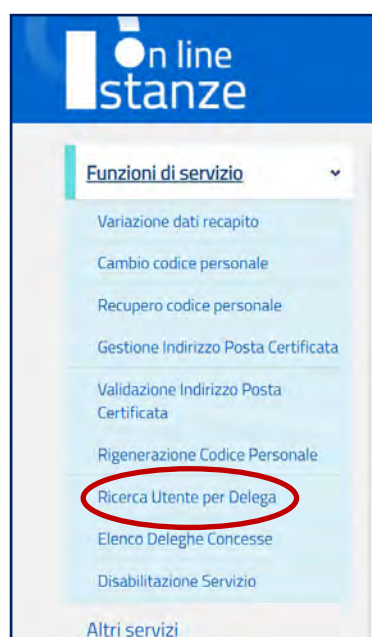 On line
Istanze
Funzioni di servizio
Variazione dati recapito
Cambio codice personale
Recupero codice personale
Gestione Indirizzo Posta Certificata
Validazione Indirizzo Posta
Certificata
Rigenerazione Codice Personale
Ricerca Utente per Delega
Elenco Deleghe Concesse
Disabilitazione Servizio
Altri servizi